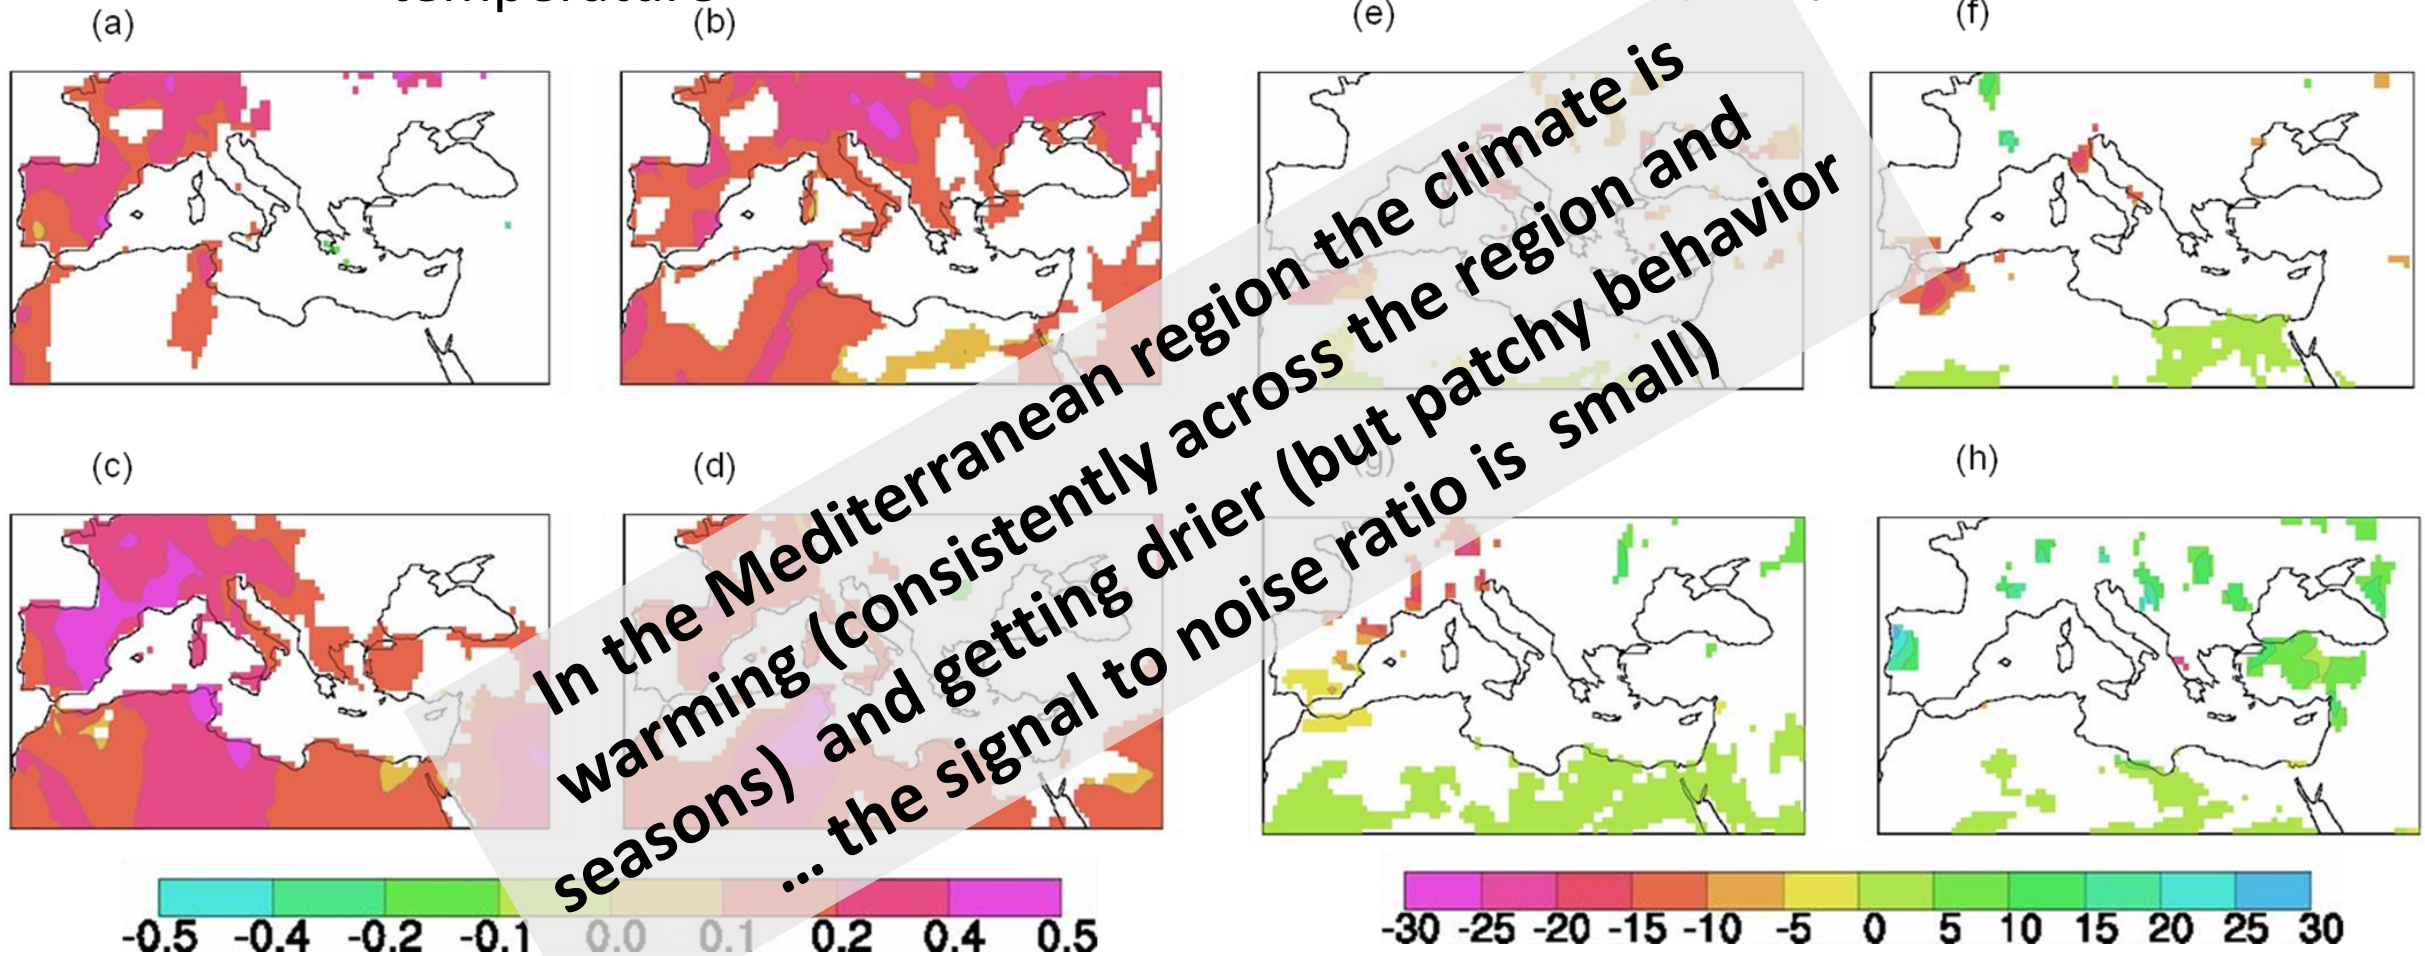 temperature
(a)
(b)
(e)
(f)
In the Mediterranean region the climate is
warming (consistently across the region and
seasons) and getting drier (but patchy behavior
... the signal to noise ratio is small)
(c)
(d)
(g)
(h)
-0.5 -0.4 -0.2 -0.1 0.0 0.1 0.2 0.4 0.5
-30 -25 -20 -15 -10 -5 0 5 10 15 20 25 30